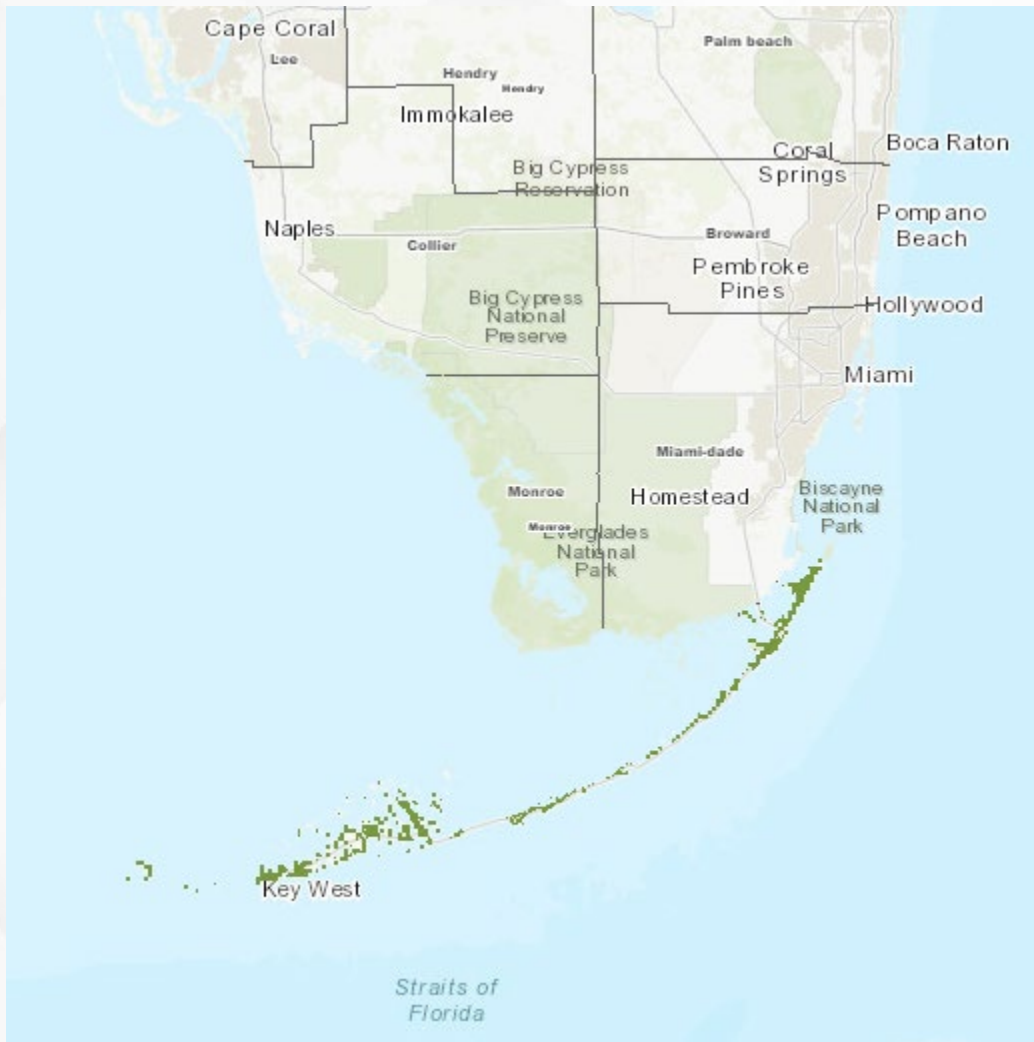 Cape Coral
Lee
Palm beach
Hendry
Hendry
Immokalee
Boca Raton
Coral
Springs
Big Cypress
Reservation
Pompano
Beach
Naples
Collier
Broward
Pembroke
Pines
Big Cypress
National
Preserve
Hollywood
Miami
Miami-dade
Monroe
Homestead
Biscayne
National
Park
Monroe
Everglades
National
Park
Key West
Straits of
Florida